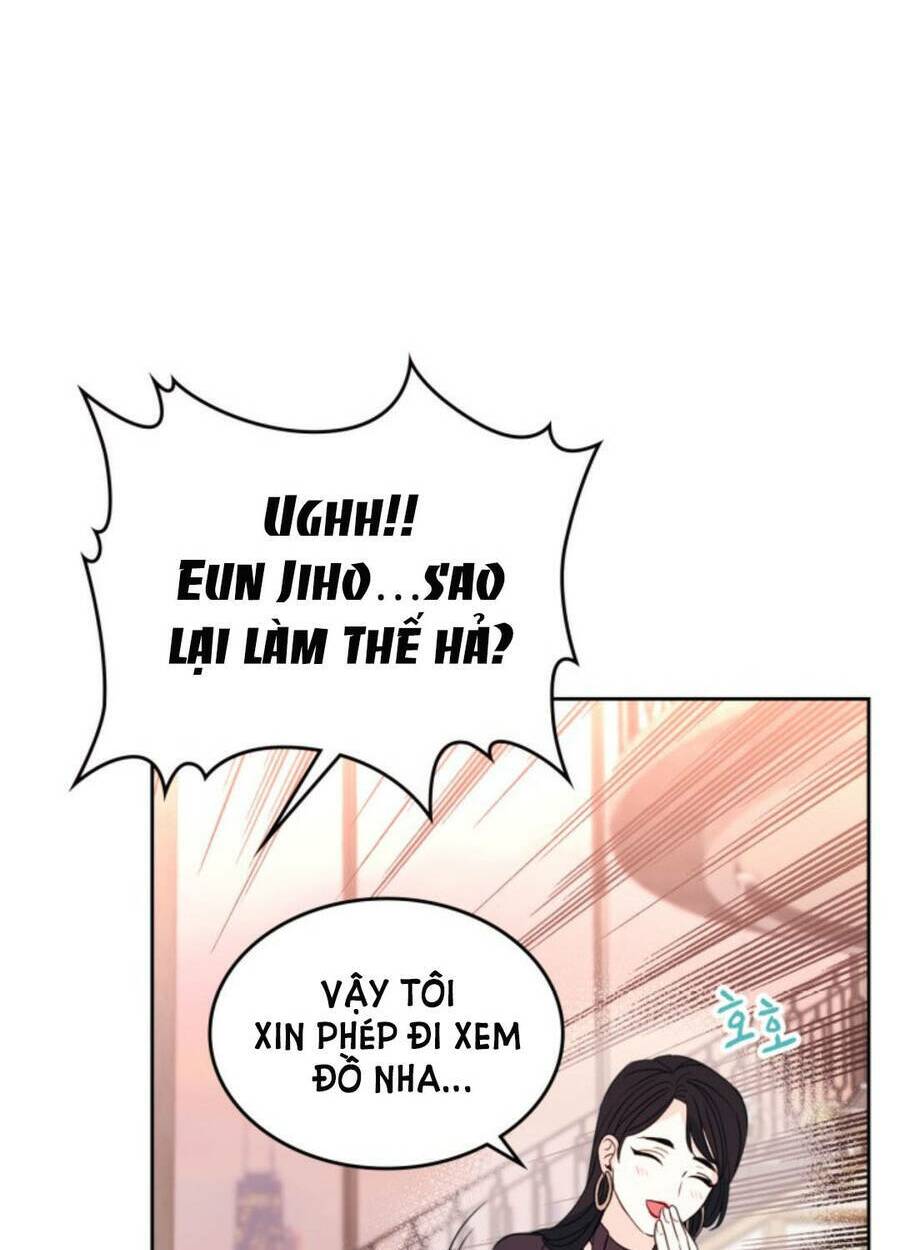 UGHH!!
EUN JIHO...SAO
LẠI LÀM THẾ HẢ?
VẬY TÔI
XIN PHÉP ĐI XEM
ĐỒ NHA...
호호